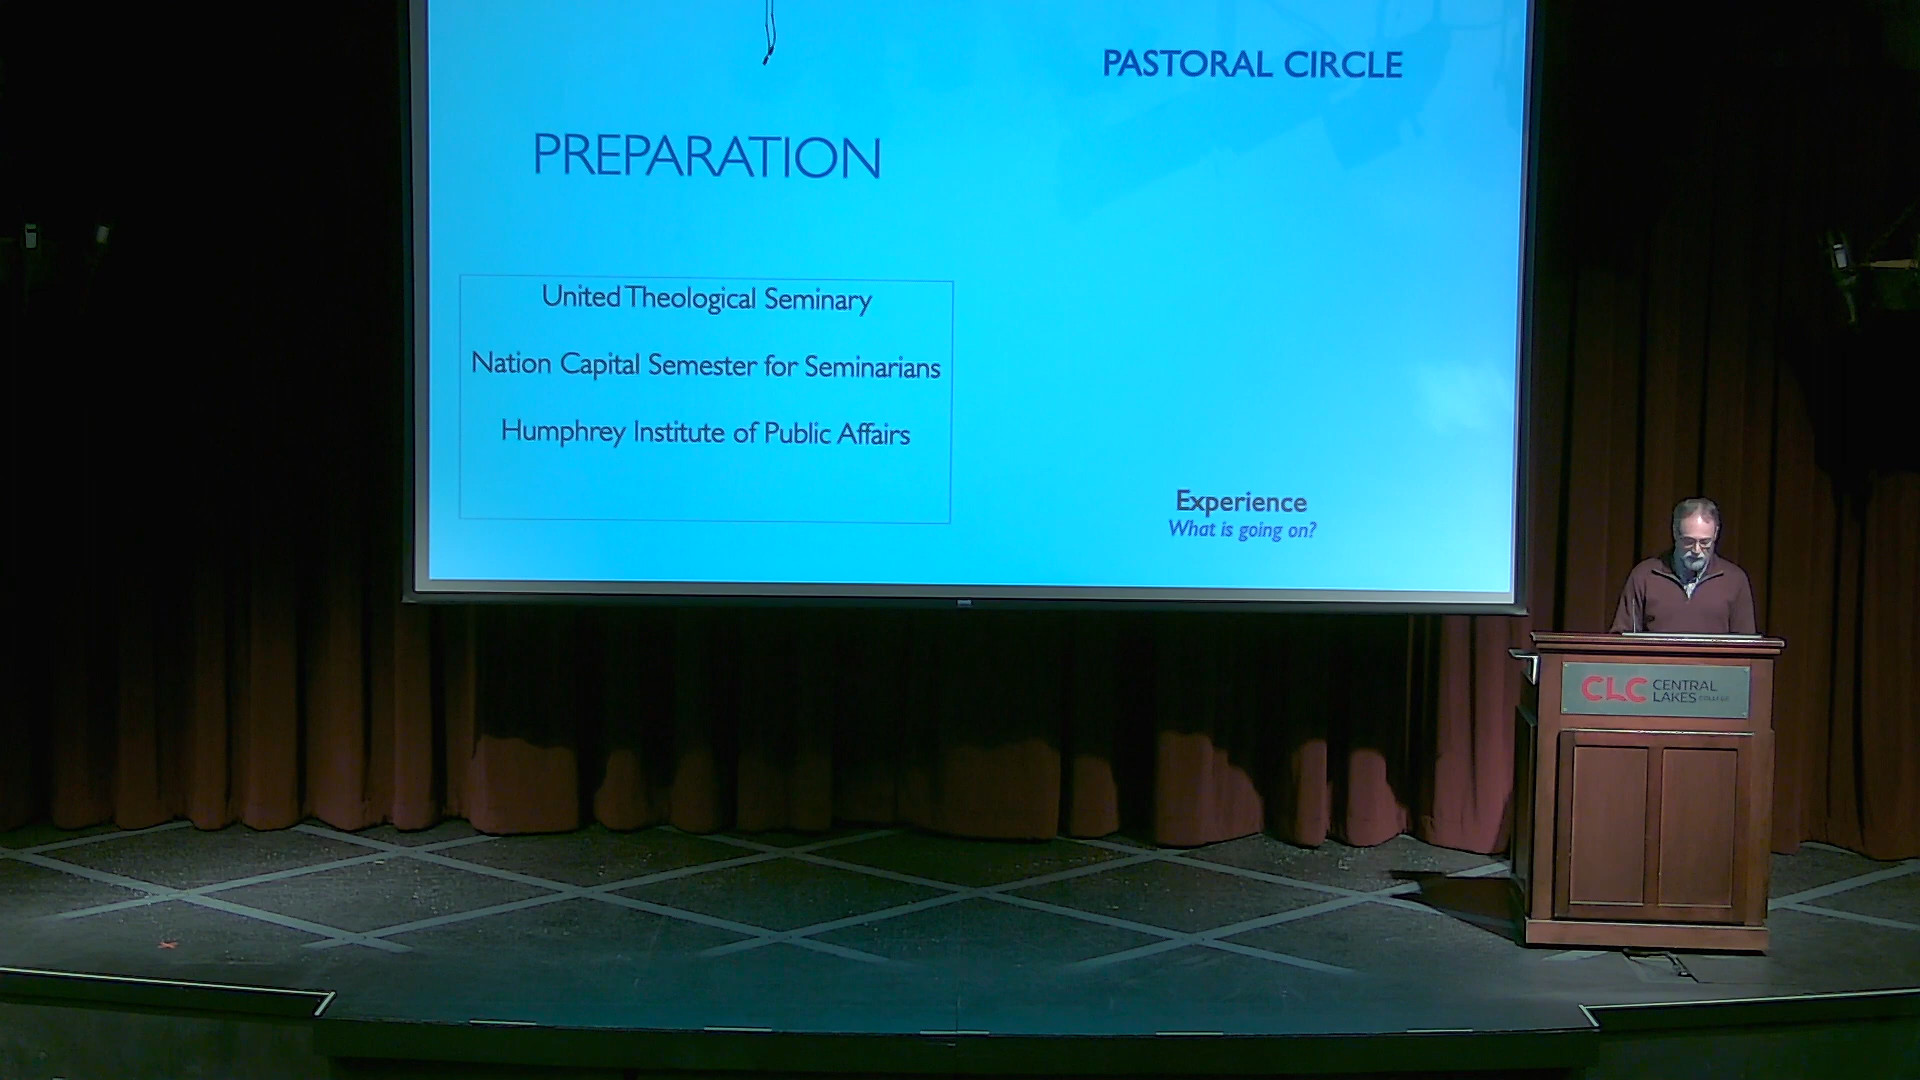 PASTORAL CIRCLE
PREPARATION
United Theological Seminary
Nation Capital Semester for Seminarians
Humphrey Institute of Public Affairs
Experience
What is going on?
CLC CENTRAL
LAKES COLLEGE